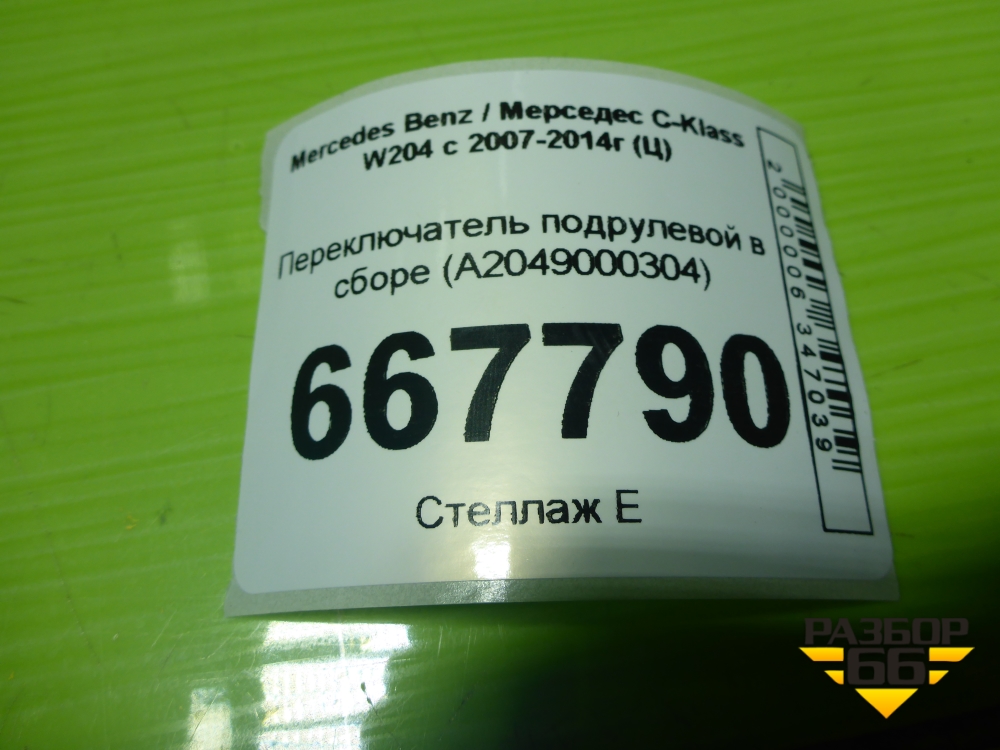 Mercedes Benz / Мерседес C-Klass
W204 с 2007-2014г (Ц)
Переключатель подрулевой в
сборе (A2049000304)
667790
Стеллаж Е
2000006347039
РАЗБОР
66